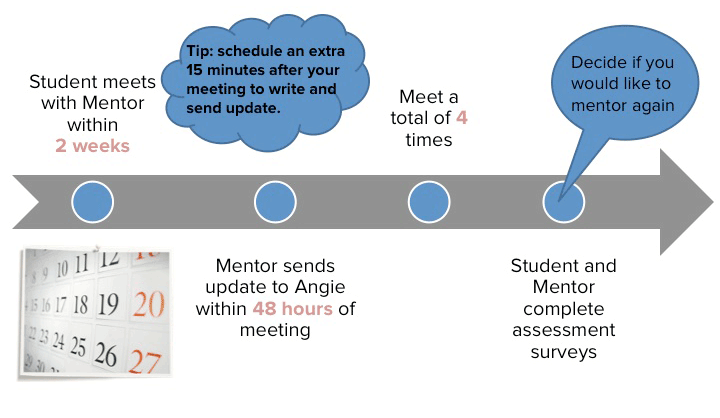 Student meets
with Mentor
within
2 weeks
Tip: schedule an extra
15 minutes after your
meeting to write and
send update.
Meet a
total of 4
times
Decide if you
would like to
mentor again
8 9 10 11 12
15 16 17 18 19 20
22 23 24 25 26 27
Mentor sends
update to Angie
within 48 hours of
meeting
Student and
Mentor
complete
assessment
surveys